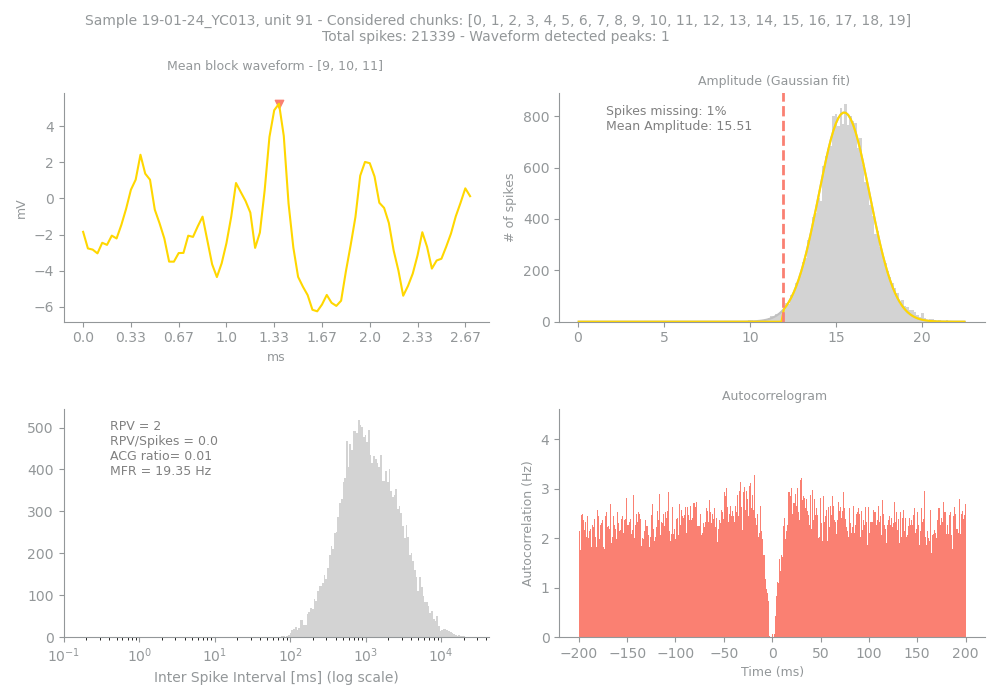 Sample 19-01-24_YC013, unit 91 - Considered chunks: [0, 1, 2, 3, 4, 5, 6, 7, 8, 9, 10, 11, 12, 13, 14, 15, 16, 17, 18, 19]
Total spikes: 21339 - Waveform detected peaks: 1
Mean block waveform - [9, 10, 11]
mV
4
2
0
−2
−4
−6
0.0 0.33 0.67 1.0 1.33 1.67 2.0 2.33 2.67
ms
Amplitude (Gaussian fit)
Spikes missing: 1%
Mean Amplitude: 15.51
# of spikes
800
600
400
200
0
0 5 10 15 20
RPV = 2
RPV/Spikes = 0.0
ACG ratio= 0.01
MFR = 19.35 Hz
500
400
300
200
100
0
10⁻¹ 10⁰ 10¹ 10² 10³ 10⁴
Inter Spike Interval [ms] (log scale)
Autocorrelogram
Autocorrelation (Hz)
4
3
2
1
0
−200 −150 −100 −50 0 50 100 150 200
Time (ms)